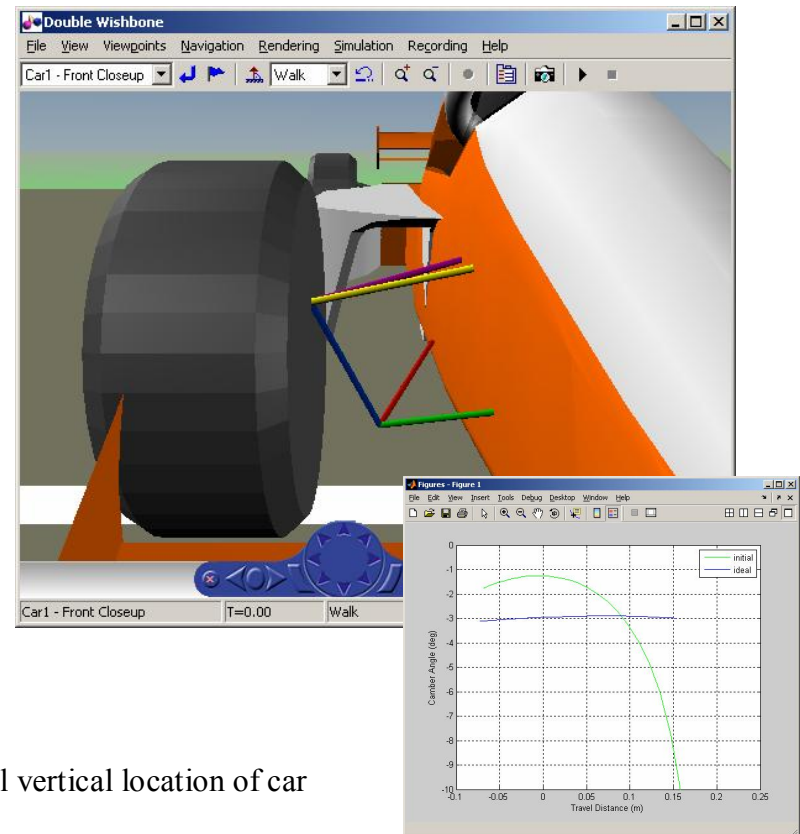 Double Wishbone
File View Viewpoints Navigation Rendering Simulation Recording Help
Car1 - Front Closeup Walk
Car1 - Front Closeup T=0.00 Walk
Figures - Figure 1
File Edit View Insert Tools Debug Desktop Window Help
initial
ideal
0
-1
-2
-3
-4
-5
-6
-7
-8
-9
-10
Camber Angle (deg)
-0.1 -0.05 0 0.05 0.1 0.15 0.2 0.25
Travel Distance (m)
l vertical location of car